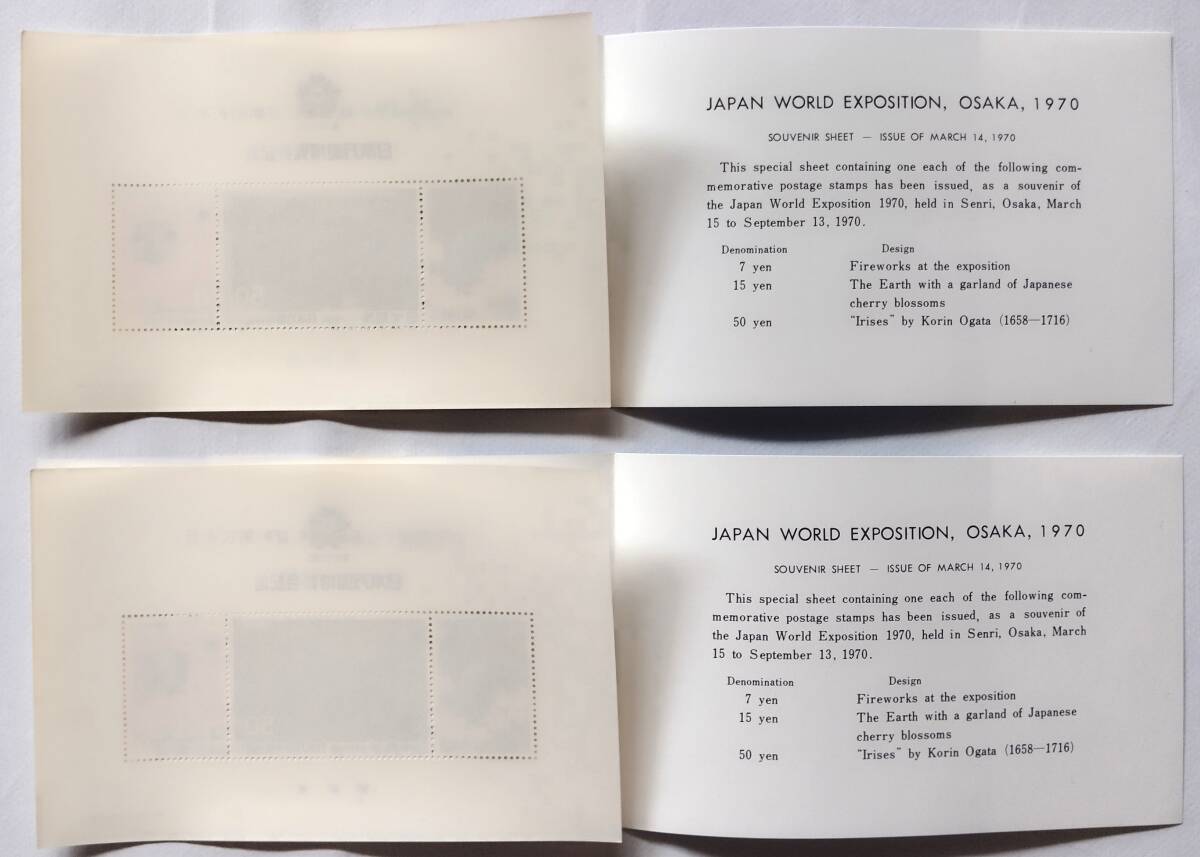 JAPAN WORLD EXPOSITION, OSAKA, 1970
SOUVENIR SHEET — ISSUE OF MARCH 14, 1970
This special sheet containing one each of the following com-
memorative postage stamps has been issued, as a souvenir of
the Japan World Exposition 1970, held in Senri, Osaka, March
15 to September 13, 1970.
Denomination Design
7 yen Fireworks at the exposition
15 yen The Earth with a garland of Japanese
cherry blossoms
50 yen "Irises" by Korin Ogata (1658—1716)
JAPAN WORLD EXPOSITION, OSAKA, 1970
SOUVENIR SHEET — ISSUE OF MARCH 14, 1970
This special sheet containing one each of the following com-
memorative postage stamps has been issued, as a souvenir of
the Japan World Exposition 1970, held in Senri, Osaka, March
15 to September 13, 1970.
Denomination Design
7 yen Fireworks at the exposition
15 yen The Earth with a garland of Japanese
cherry blossoms
50 yen "Irises" by Korin Ogata (1658—1716)